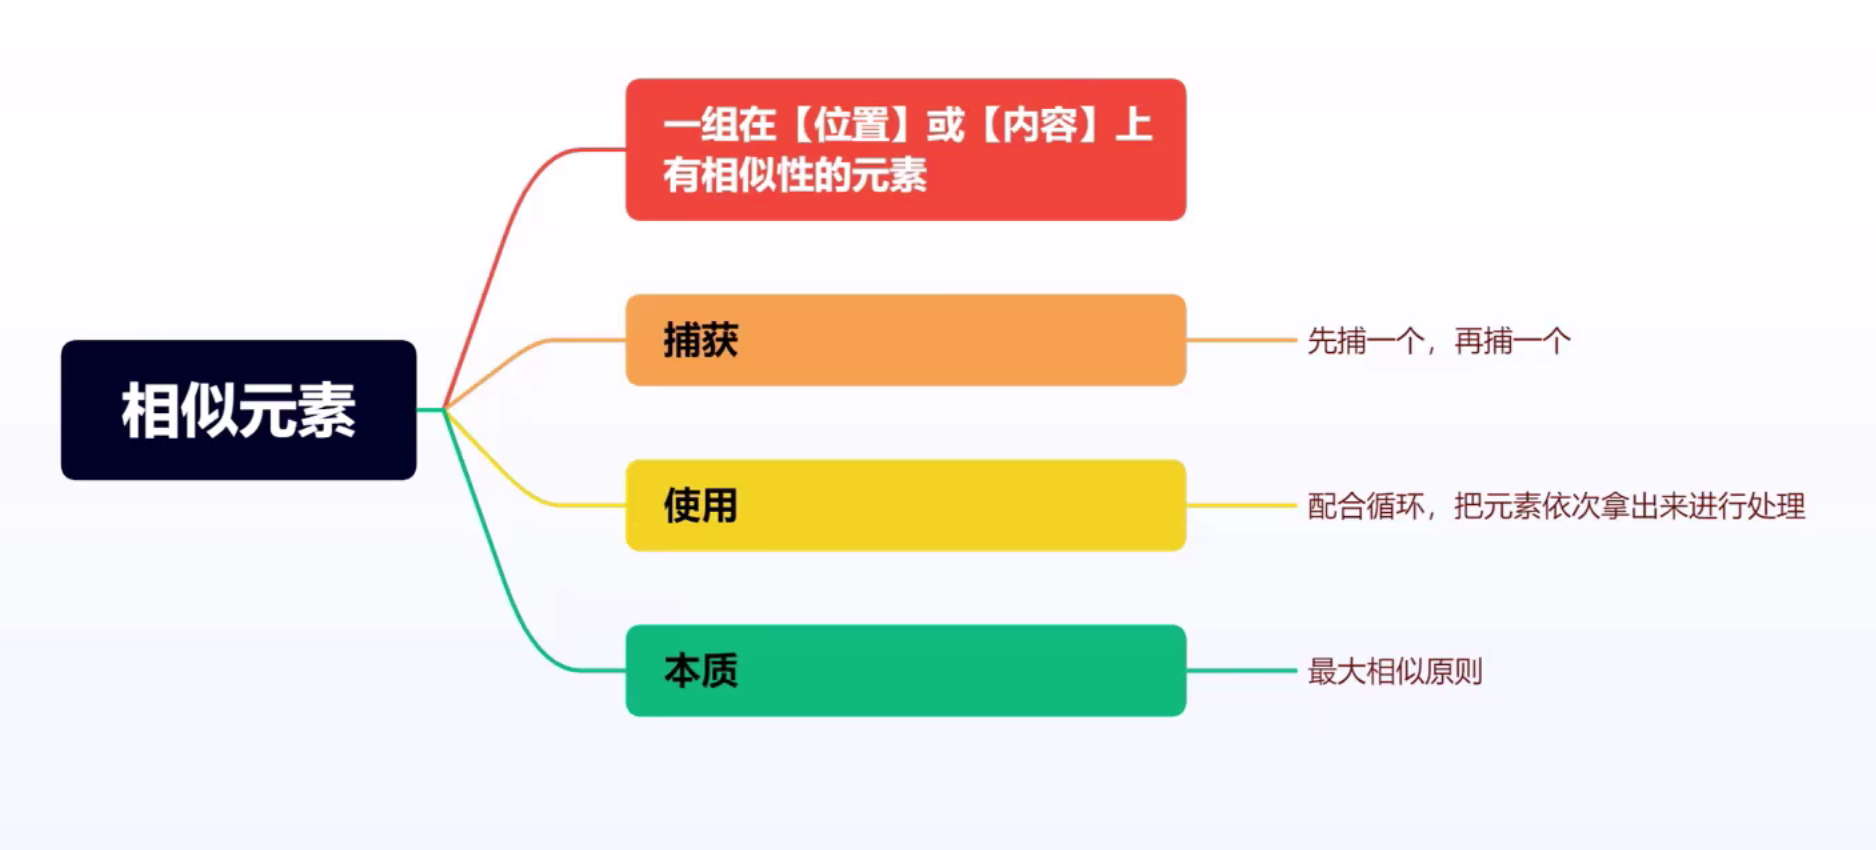 相似元素
一组在【位置】或【内容】上
有相似性的元素
捕获
先捕一个，再捕一个
使用
配合循环，把元素依次拿出来进行处理
本质
最大相似原则